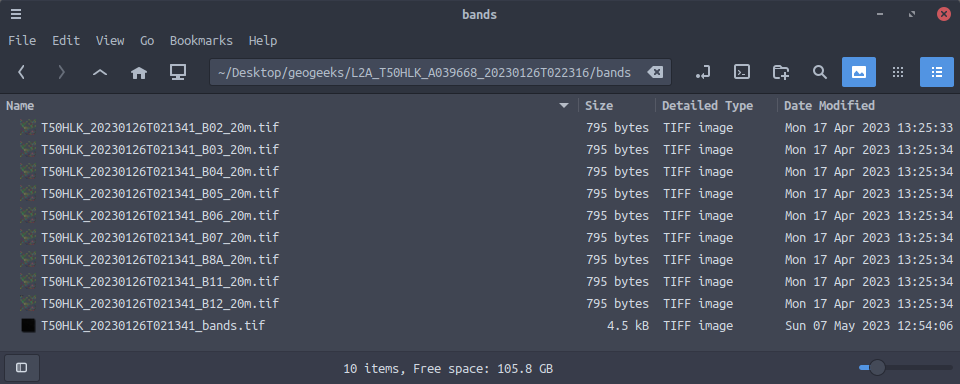 bands
File Edit View Go Bookmarks Help
~/Desktop/geogeeks/L2A_T50HLK_A039668_20230126T022316/bands
Name Size Detailed Type Date Modified
T50HLK_20230126T021341_B02_20m.tif 795 bytes TIFF image Mon 17 Apr 2023 13:25:33
T50HLK_20230126T021341_B03_20m.tif 795 bytes TIFF image Mon 17 Apr 2023 13:25:34
T50HLK_20230126T021341_B04_20m.tif 795 bytes TIFF image Mon 17 Apr 2023 13:25:34
T50HLK_20230126T021341_B05_20m.tif 795 bytes TIFF image Mon 17 Apr 2023 13:25:34
T50HLK_20230126T021341_B06_20m.tif 795 bytes TIFF image Mon 17 Apr 2023 13:25:34
T50HLK_20230126T021341_B07_20m.tif 795 bytes TIFF image Mon 17 Apr 2023 13:25:34
T50HLK_20230126T021341_B8A_20m.tif 795 bytes TIFF image Mon 17 Apr 2023 13:25:34
T50HLK_20230126T021341_B11_20m.tif 795 bytes TIFF image Mon 17 Apr 2023 13:25:34
T50HLK_20230126T021341_B12_20m.tif 795 bytes TIFF image Mon 17 Apr 2023 13:25:34
T50HLK_20230126T021341_bands.tif 4.5 kB TIFF image Sun 07 May 2023 12:54:06
10 items, Free space: 105.8 GB